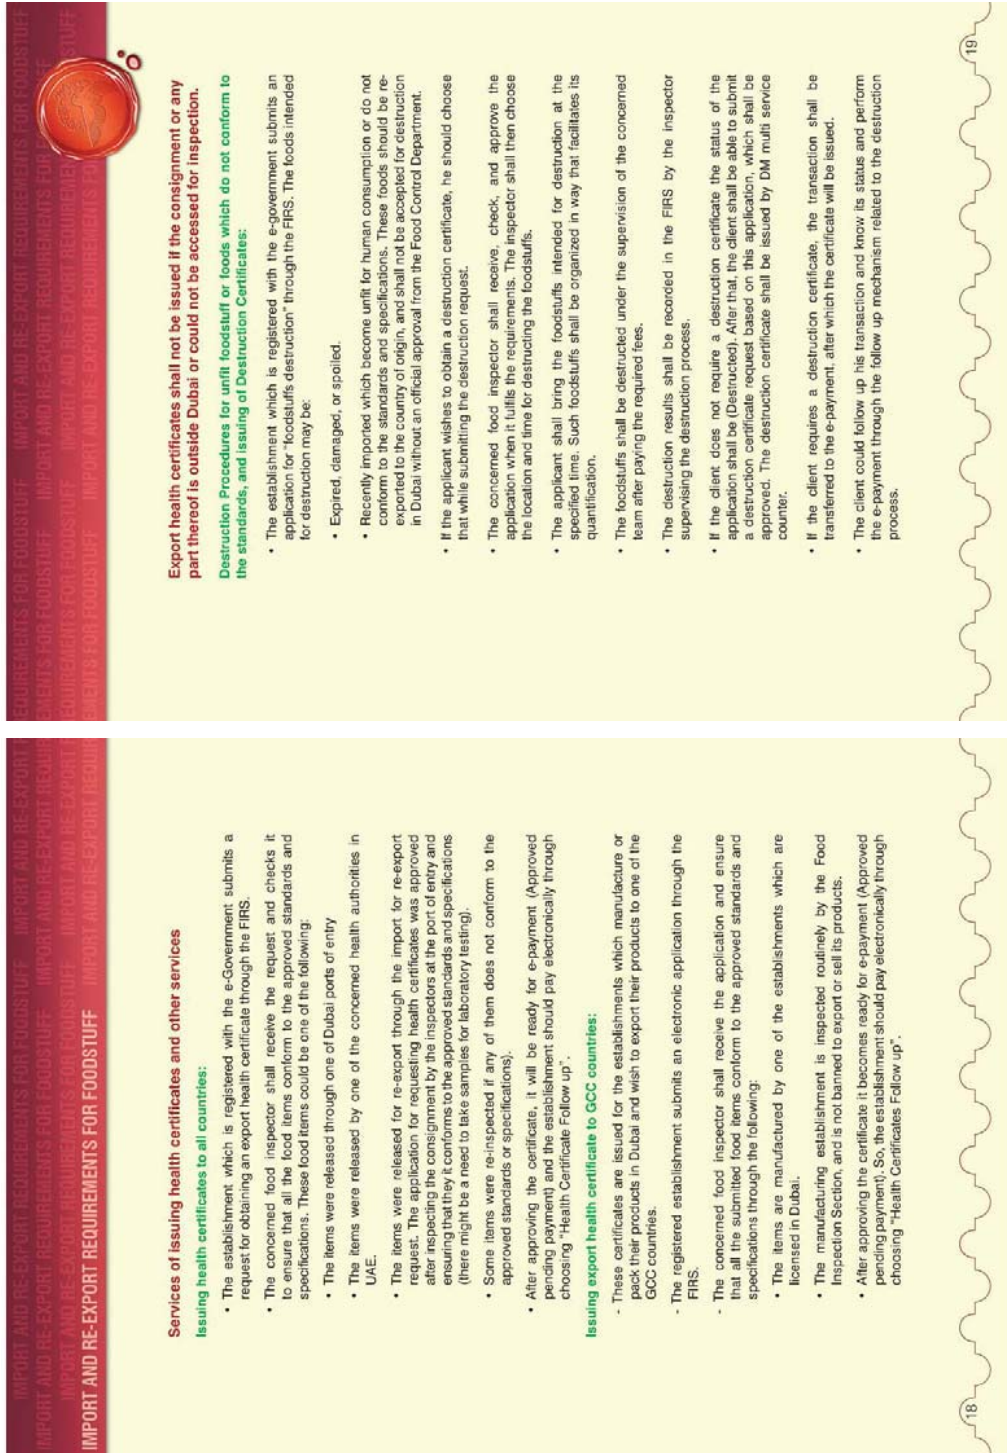 IMPORT AND RE-EXPORT REQUIREMENTS FOR FOODSTUFF
Services of issuing health certificates and other services
Issuing health certificates to all countries:
• The establishment which is registered with the e-Government submits a
request for obtaining an export health certificate through the FIRS.
• The concerned food inspector shall receive the request and checks it
to ensure that all the food items conform to the approved standards and
specifications. These food items could be one of the following:
• The items were released through one of Dubai ports of entry
• The items were released by one of the concerned health authorities in
UAE.
• The items were released for re-export through the import for re-export
request. The application for requesting health certificates was approved
after inspecting the consignment by the inspectors at the port of entry and
ensuring that they it conforms to the approved standards and specifications
(there might be a need to take samples for laboratory testing).
• Some items were re-inspected if any of them does not conform to the
approved standards or specifications).
• After approving the certificate, it will be ready for e-payment (Approved
pending payment) and the establishment should pay electronically through
choosing "Health Certificate Follow up".
Issuing export health certificate to GCC countries:
- These certificates are issued for the establishments which manufacture or
pack their products in Dubai and wish to export their products to one of the
GCC countries.
- The registered establishment submits an electronic application through the
FIRS.
- The concerned food inspector shall receive the application and ensure
that all the submitted food items conform to the approved standards and
specifications through the following:
• The items are manufactured by one of the establishments which are
licensed in Dubai.
• The manufacturing establishment is inspected routinely by the Food
Inspection Section, and is not banned to export or sell its products.
• After approving the certificate it becomes ready for e-payment (Approved
pending payment). So, the establishment should pay electronically through
choosing "Health Certificates Follow up".
18
Export health certificates shall not be issued if the consignment or any
part thereof is outside Dubai or could not be accessed for inspection.
Destruction Procedures for unfit foodstuff or foods which do not conform to
the standards, and issuing of Destruction Certificates:
• The establishment which is registered with the e-government submits an
application for "foodstuffs destruction" through the FIRS. The foods intended
for destruction may be:
• Expired, damaged, or spoiled.
• Recently imported which become unfit for human consumption or do not
conform to the standards and specifications. These foods should be re-
exported to the country of origin, and shall not be accepted for destruction
in Dubai without an official approval from the Food Control Department.
• If the applicant wishes to obtain a destruction certificate, he should choose
that while submitting the destruction request.
• The concerned food inspector shall receive, check, and approve the
application when it fulfils the requirements. The inspector shall then choose
the location and time for destructing the foodstuffs.
• The applicant shall bring the foodstuffs intended for destruction at the
specified time. Such foodstuffs shall be organized in way that facilitates its
quantification.
• The foodstuffs shall be destructed under the supervision of the concerned
team after paying the required fees.
• The destruction results shall be recorded in the FIRS by the inspector
supervising the destruction process.
• If the client does not require a destruction certificate the status of the
application shall be (Destructed). After that, the client shall be able to submit
a destruction certificate request based on this application, which shall be
approved. The destruction certificate shall be issued by DM multi service
counter.
• If the client requires a destruction certificate, the transaction shall be
transferred to the e-payment, after which the certificate will be issued.
• The client could follow up his transaction and know its status and perform
the e-payment through the follow up mechanism related to the destruction
process.
19